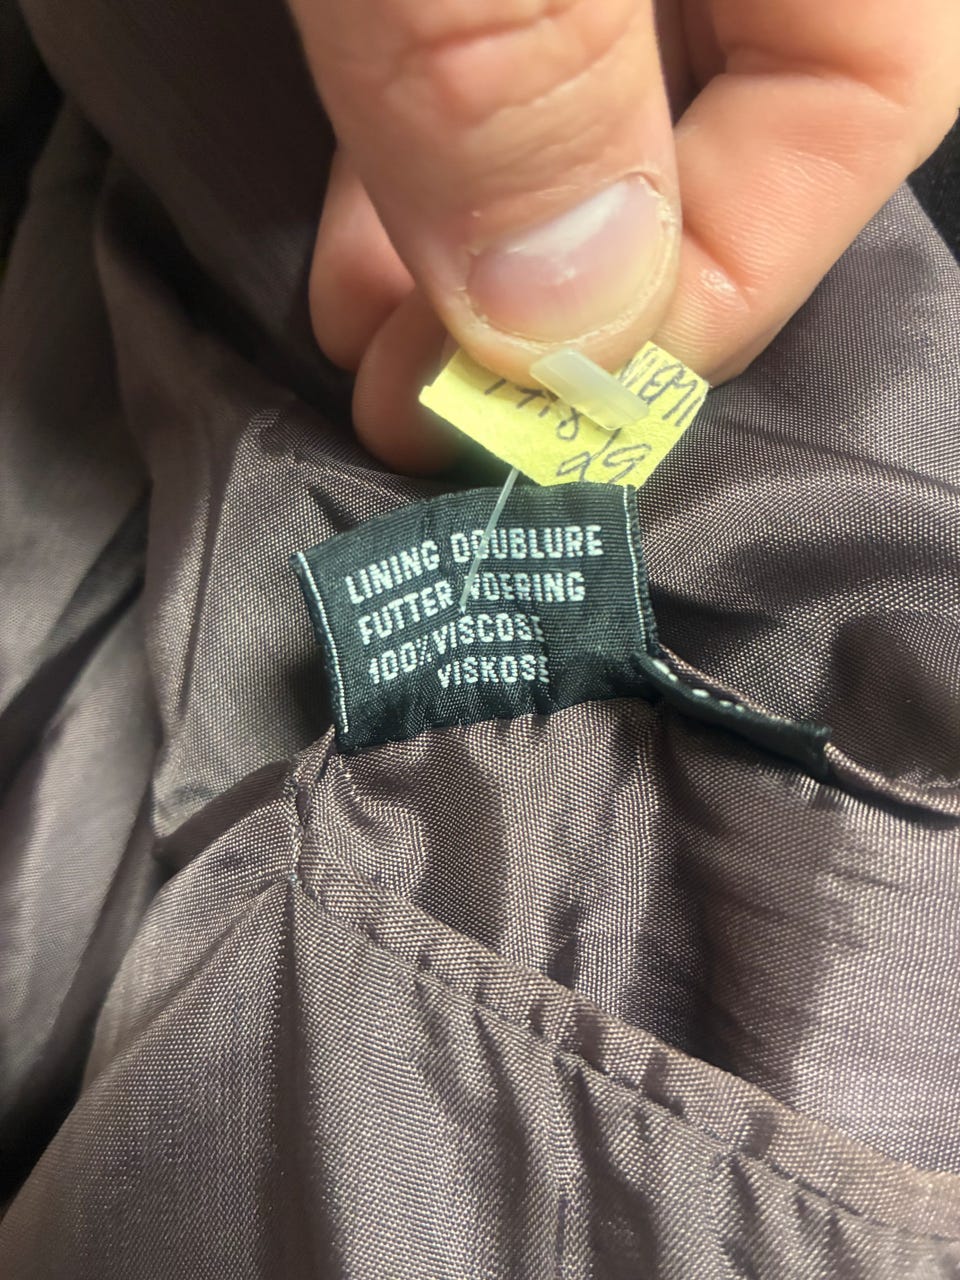 LINING DOUBLURE
FUTTER VOERING
100% VISCOSE
VISKOSE